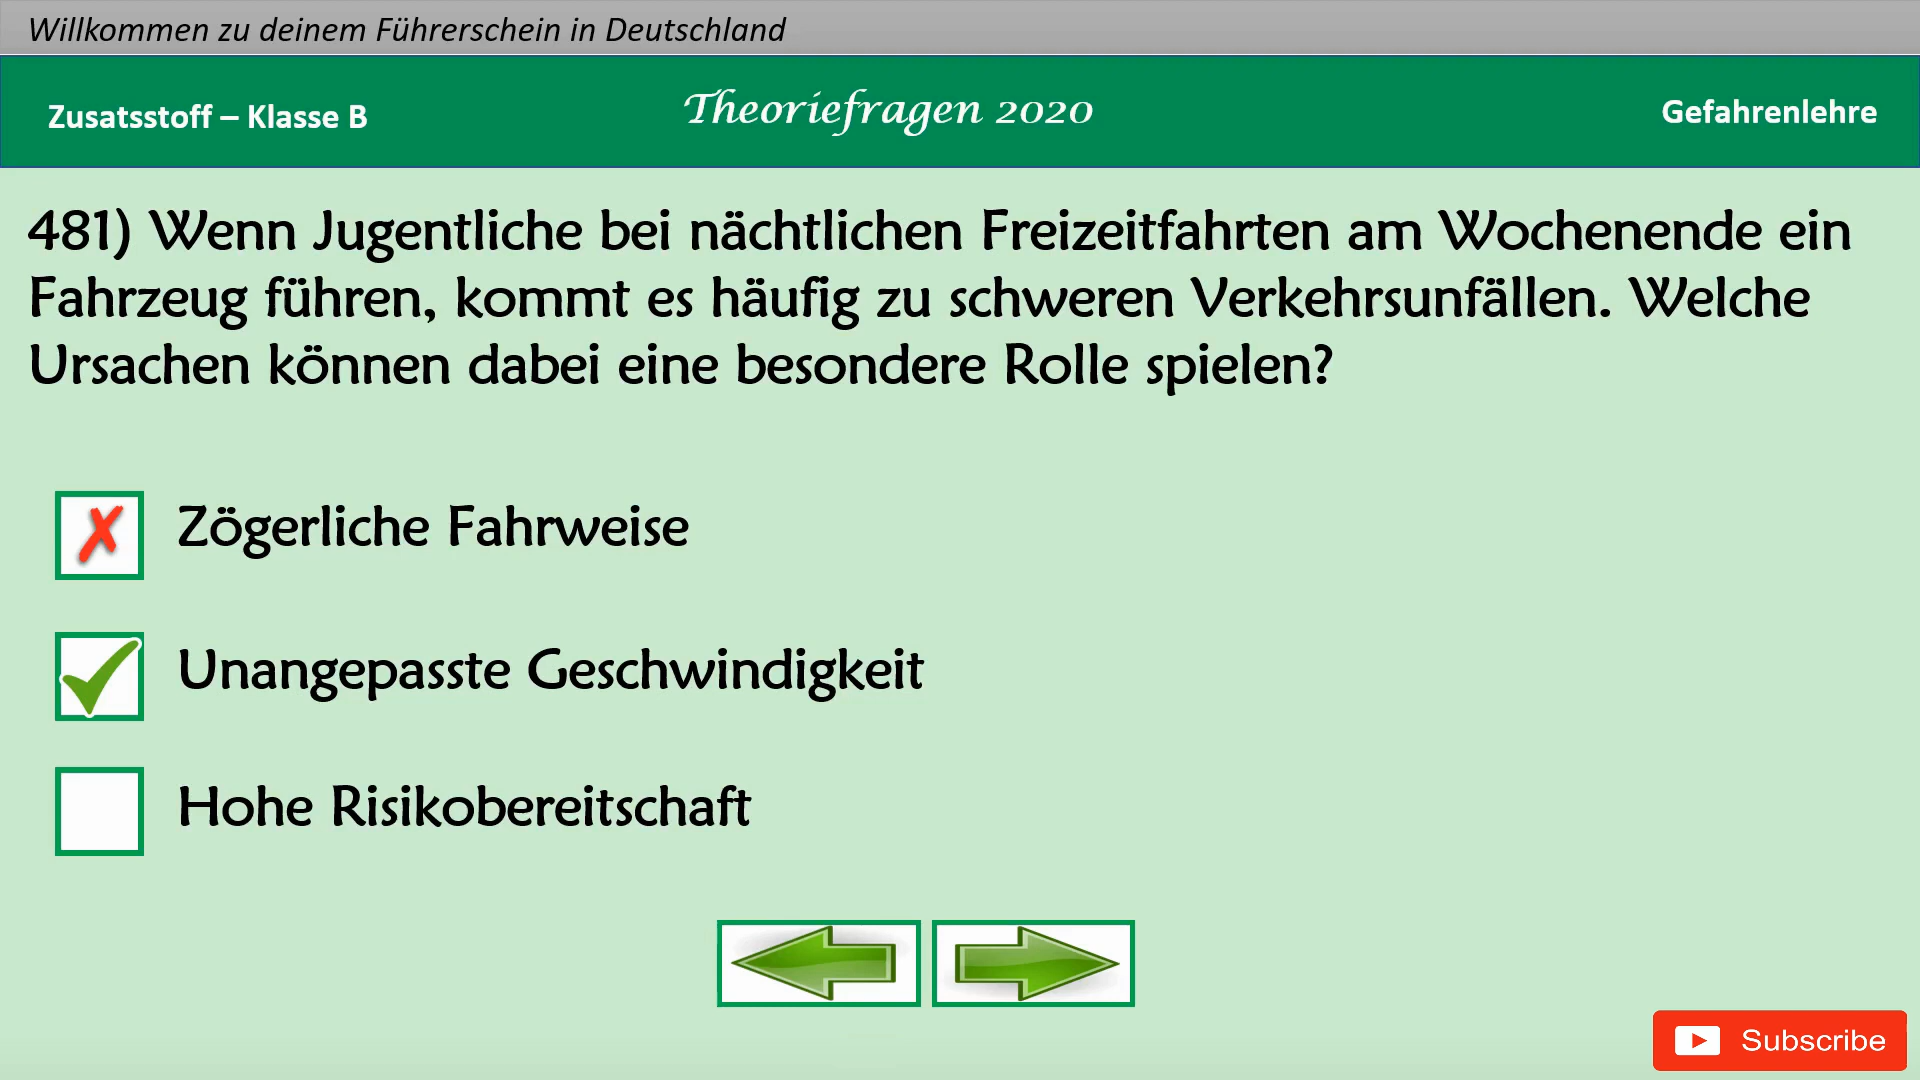 Willkommen zu deinem Führerschein in Deutschland
Zusatsstoff – Klasse B
Theoriefragen 2020
Gefahrenlehre
481) Wenn Jugentliche bei nächtlichen Freizeitfahrten am Wochenende ein
Fahrzeug führen, kommt es häufig zu schweren Verkehrsunfällen. Welche
Ursachen können dabei eine besondere Rolle spielen?
Zögerliche Fahrweise
Unangepasste Geschwindigkeit
Hohe Risikobereitschaft
Subscribe